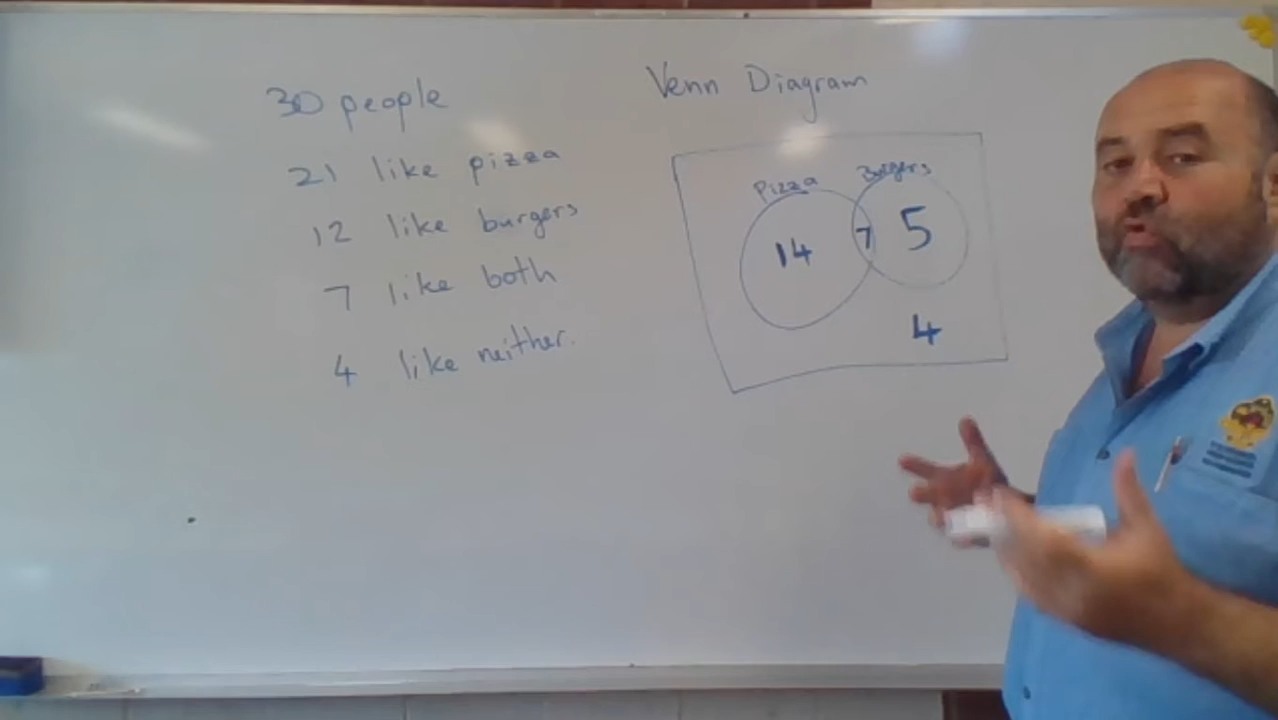 30 people
21 like pizza
12 like burgers
7 like both
4 like neither.
Venn Diagram
Pizza Burgers
14 7 5
4